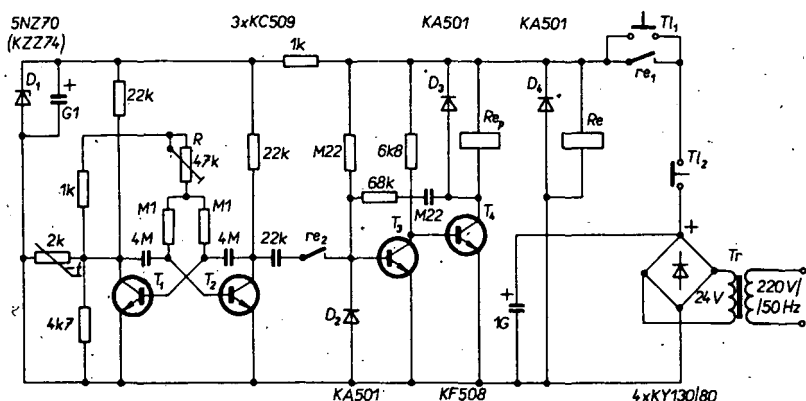 5NZ70
(KZZ74)
3xKC509
KA501
KA501
Tl1
1k
re1
D1
+
G1
22k
D3
D4
Rep
Re
R
47k
22k
M22
6k8
Tl2
1k
M1
M1
68k
M22
2k
t
4M
4M
22k
re2
T3
T4
+
T1
T2
Tr
24V
220V/
/50Hz
4k7
D2
+
1G
KA501
KF508
4xKY130/80